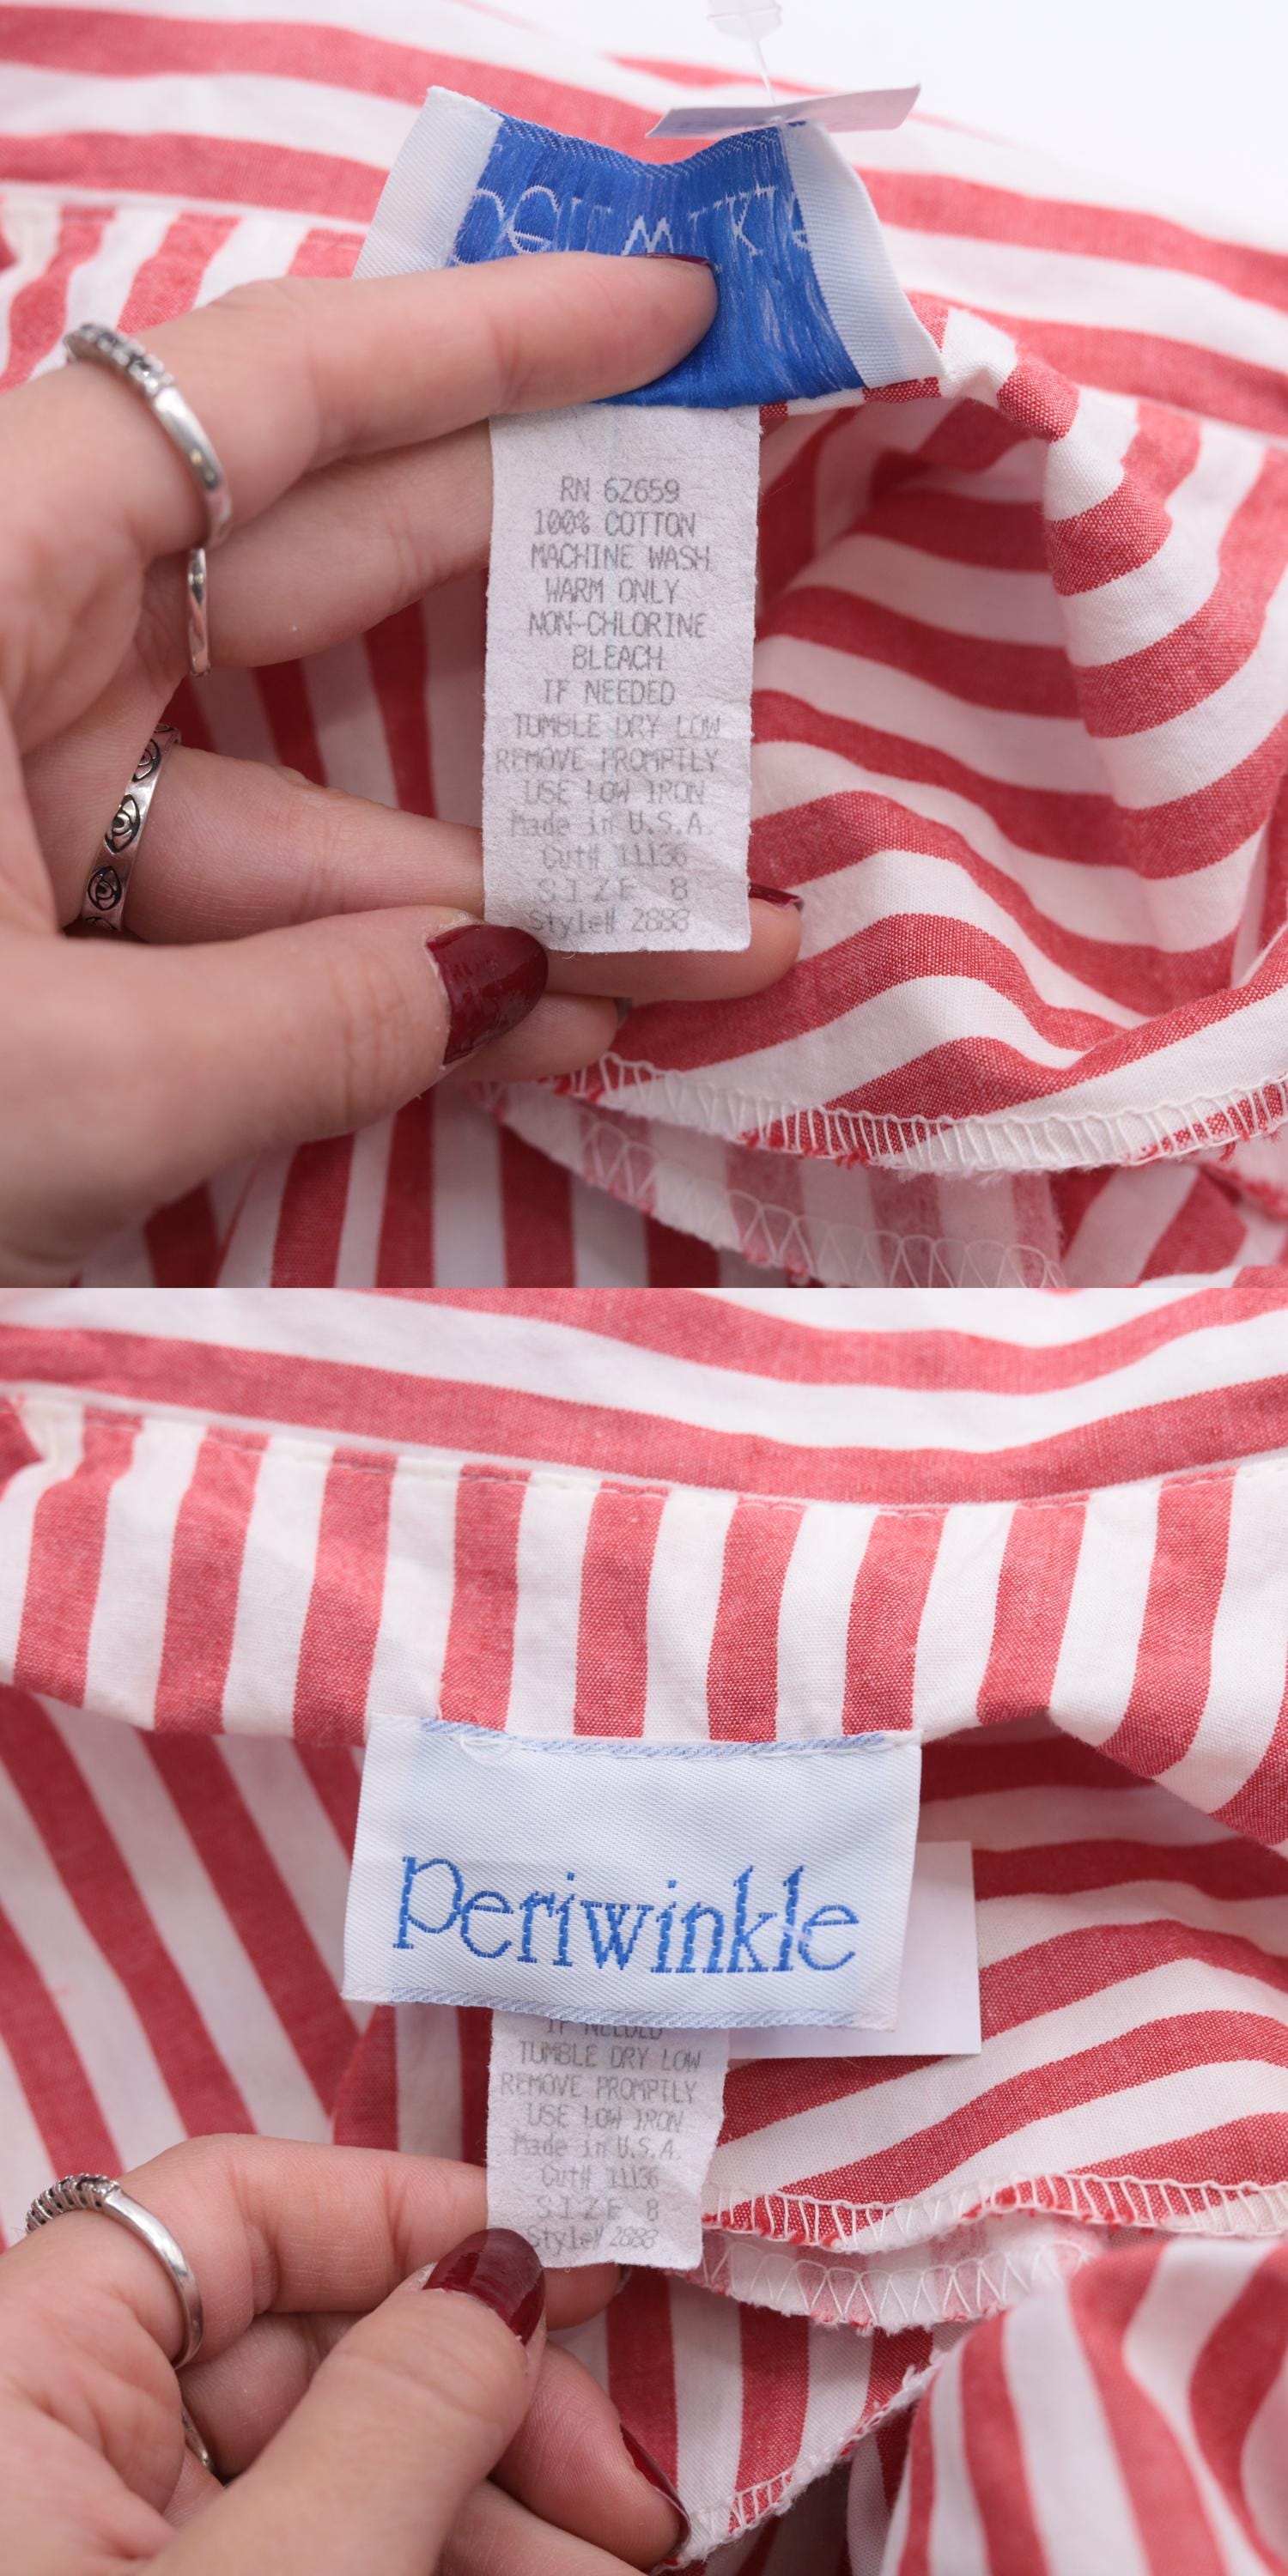 RN 62659
100% COTTON
MACHINE WASH
WARM ONLY
NON-CHLORINE
BLEACH
IF NEEDED
TUMBLE DRY LOW
REMOVE PROMPTLY
USE LOW IRON
Made in U.S.A.
Cut# 11136
SIZE 8
Style# 2888
Periwinkle
IF NEEDED
TUMBLE DRY LOW
REMOVE PROMPTLY
USE LOW IRON
Made in U.S.A.
Cut# 11136
SIZE 8
Style# 2888